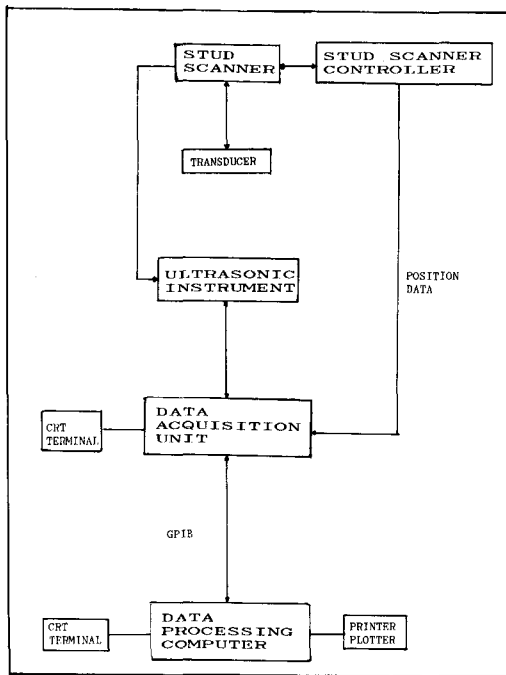 STUD
SCANNER
STUD SCANNER
CONTROLLER
TRANSDUCER
ULTRASONIC
INSTRUMENT
POSITION
DATA
CRT
TERMINAL
DATA
ACQUISITION
UNIT
GPIB
CRT
TERMINAL
DATA
PROCESSING
COMPUTER
PRINTER
PLOTTER